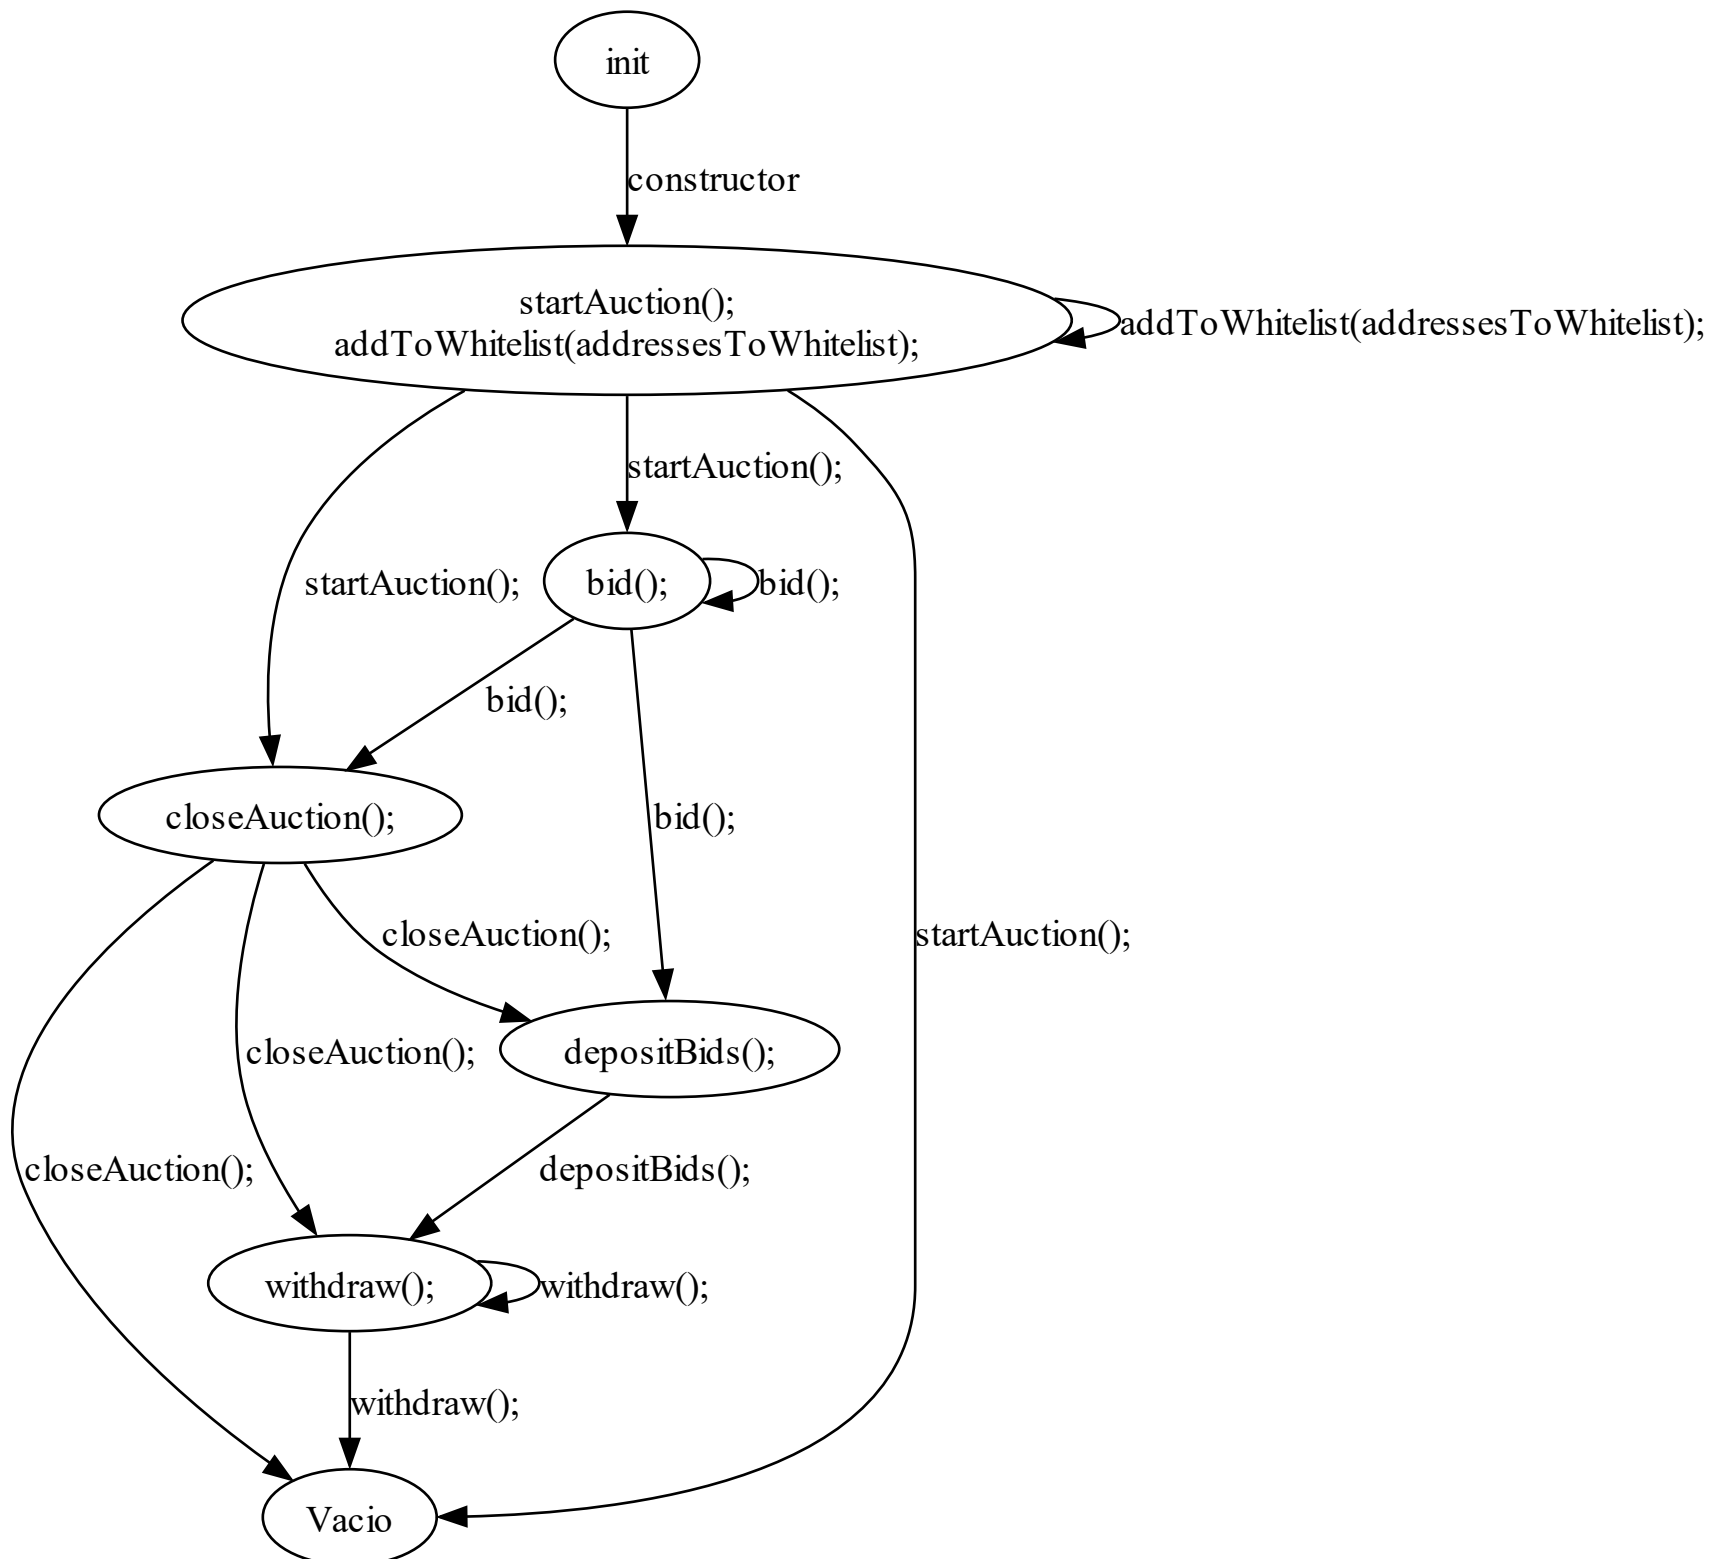 init
constructor
startAuction();
addToWhitelist(addressesToWhitelist);
addToWhitelist(addressesToWhitelist);
startAuction();
startAuction();
bid();
bid();
bid();
closeAuction();
bid();
closeAuction();
startAuction();
closeAuction();
depositBids();
closeAuction();
depositBids();
withdraw();
withdraw();
withdraw();
Vacio